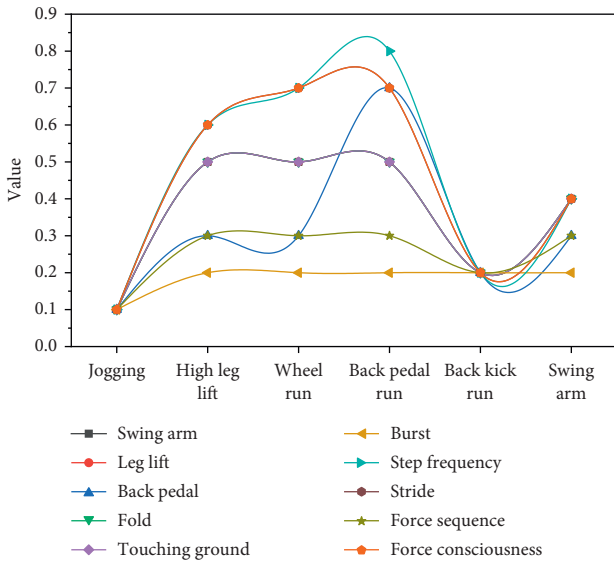 0.9
0.8
0.7
0.6
0.5
0.4
0.3
0.2
0.1
0.0
Value
Jogging
High leg
lift
Wheel
run
Back pedal
run
Back kick
run
Swing
arm
Swing arm
Leg lift
Back pedal
Fold
Touching ground
Burst
Step frequency
Stride
Force sequence
Force consciousness